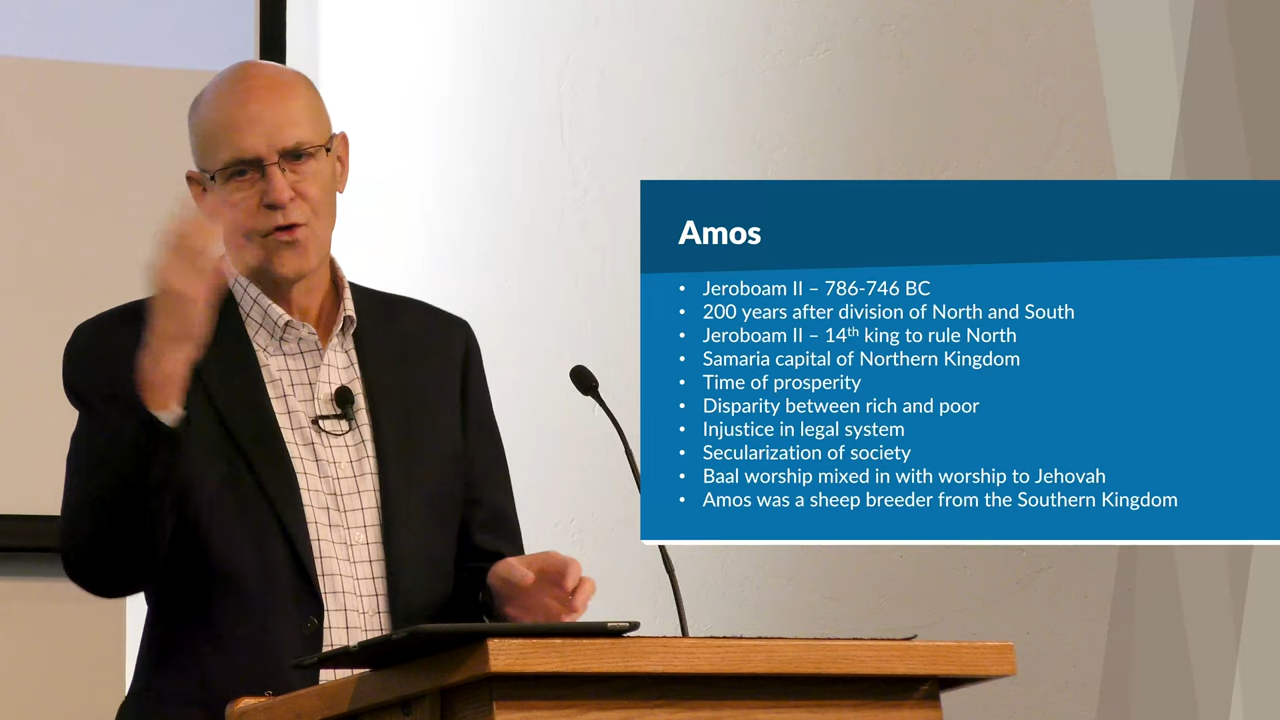 Amos
• Jeroboam II – 786-746 BC
• 200 years after division of North and South
• Jeroboam II – 14th king to rule North
• Samaria capital of Northern Kingdom
• Time of prosperity
• Disparity between rich and poor
• Injustice in legal system
• Secularization of society
• Baal worship mixed in with worship to Jehovah
• Amos was a sheep breeder from the Southern Kingdom